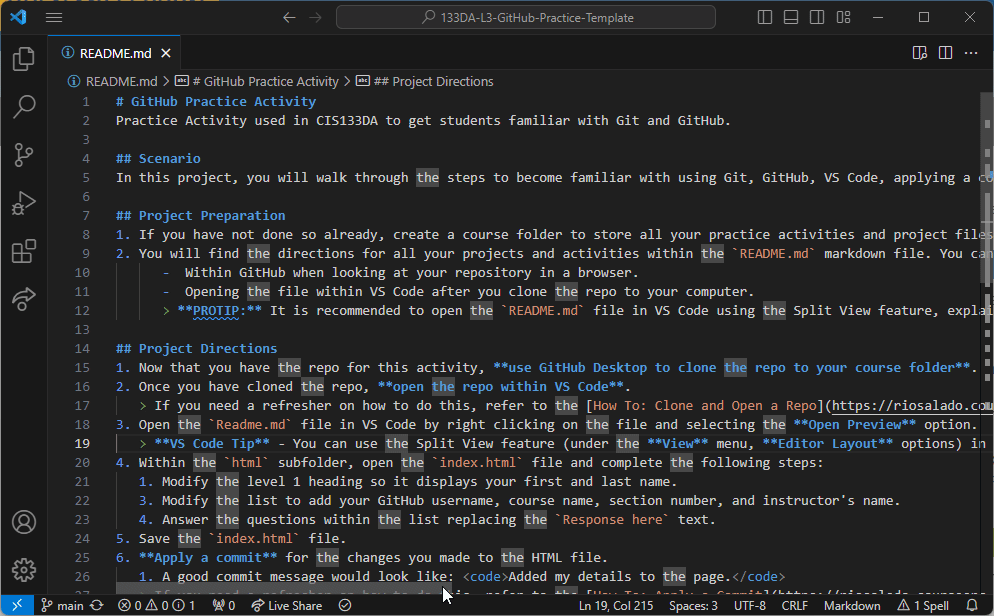 133DA-L3-GitHub-Practice-Template
README.md
README.md > # GitHub Practice Activity > ## Project Directions
1 # GitHub Practice Activity
2 Practice Activity used in CIS133DA to get students familiar with Git and GitHub.
3
4 ## Scenario
5 In this project, you will walk through the steps to become familiar with using Git, GitHub, VS Code, applying a
6
7 ## Project Preparation
8 1. If you have not done so already, create a course folder to store all your practice activities and project files
9 2. You will find the directions for all your projects and activities within the `README.md` markdown file. You can
10 - Within GitHub when looking at your repository in a browser.
11 - Opening the file within VS Code after you clone the repo to your computer.
12 > **PROTIP:** It is recommended to open the `README.md` file in VS Code using the Split View feature, explai
13
14 ## Project Directions
15 1. Now that you have the repo for this activity, **use GitHub Desktop to clone the repo to your course folder**.
16 2. Once you have cloned the repo, **open the repo within VS Code**.
17 > If you need a refresher on how to do this, refer to the [How To: Clone and Open a Repo](https://riosalado.cou
18 3. Open the `Readme.md` file in VS Code by right clicking on the file and selecting the **Open Preview** option.
19 > **VS Code Tip** - You can use the Split View feature (under the **View** menu, **Editor Layout** options) in
20 4. Within the `html` subfolder, open the `index.html` file and complete the following steps:
21 1. Modify the level 1 heading so it displays your first and last name.
22 3. Modify the list to add your GitHub username, course name, section number, and instructor's name.
23 4. Answer the questions within the list replacing the `Response here` text.
24 5. Save the `index.html` file.
25 6. **Apply a commit** for the changes you made to the HTML file.
26 1. A good commit message would look like: <code>Added my details to the page.</code>
main 0 0 1 0 Live Share Ln 19, Col 215 Spaces: 3 UTF-8 CRLF Markdown 1 Spell